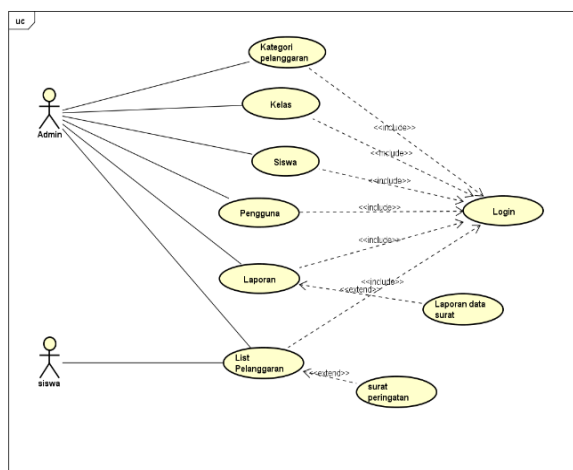 uc
Kategori
pelanggaran
Kelas
<<include>>
Admin
<<include>>
Siswa
<<include>>
Pengguna
<<include>>
Login
<<include>>
Laporan
<<include>>
<<extend>>
Laporan data
surat
List
Pelanggaran
siswa
<<extend>>
surat
peringatan